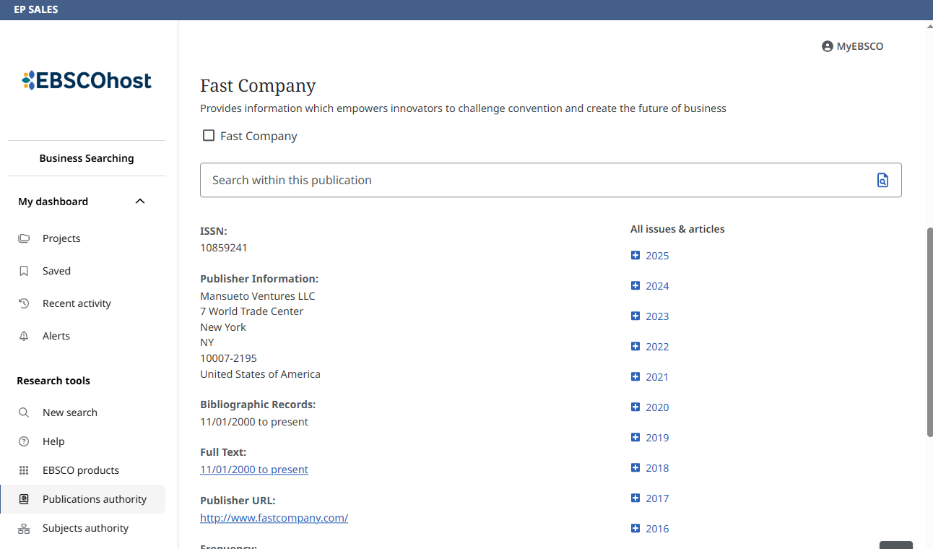 EP SALES
MyEBSCO
EBSCOhost
Business Searching
My dashboard
Projects
Saved
Recent activity
Alerts
Research tools
New search
Help
EBSCO products
Publications authority
Subjects authority
Fast Company
Provides information which empowers innovators to challenge convention and create the future of business
Fast Company
Search within this publication
ISSN:
10859241
Publisher Information:
Mansueto Ventures LLC
7 World Trade Center
New York
NY
10007-2195
United States of America
Bibliographic Records:
11/01/2000 to present
Full Text:
11/01/2000 to present
Publisher URL:
http://www.fastcompany.com/
Frequency:
All issues & articles
2025
2024
2023
2022
2021
2020
2019
2018
2017
2016